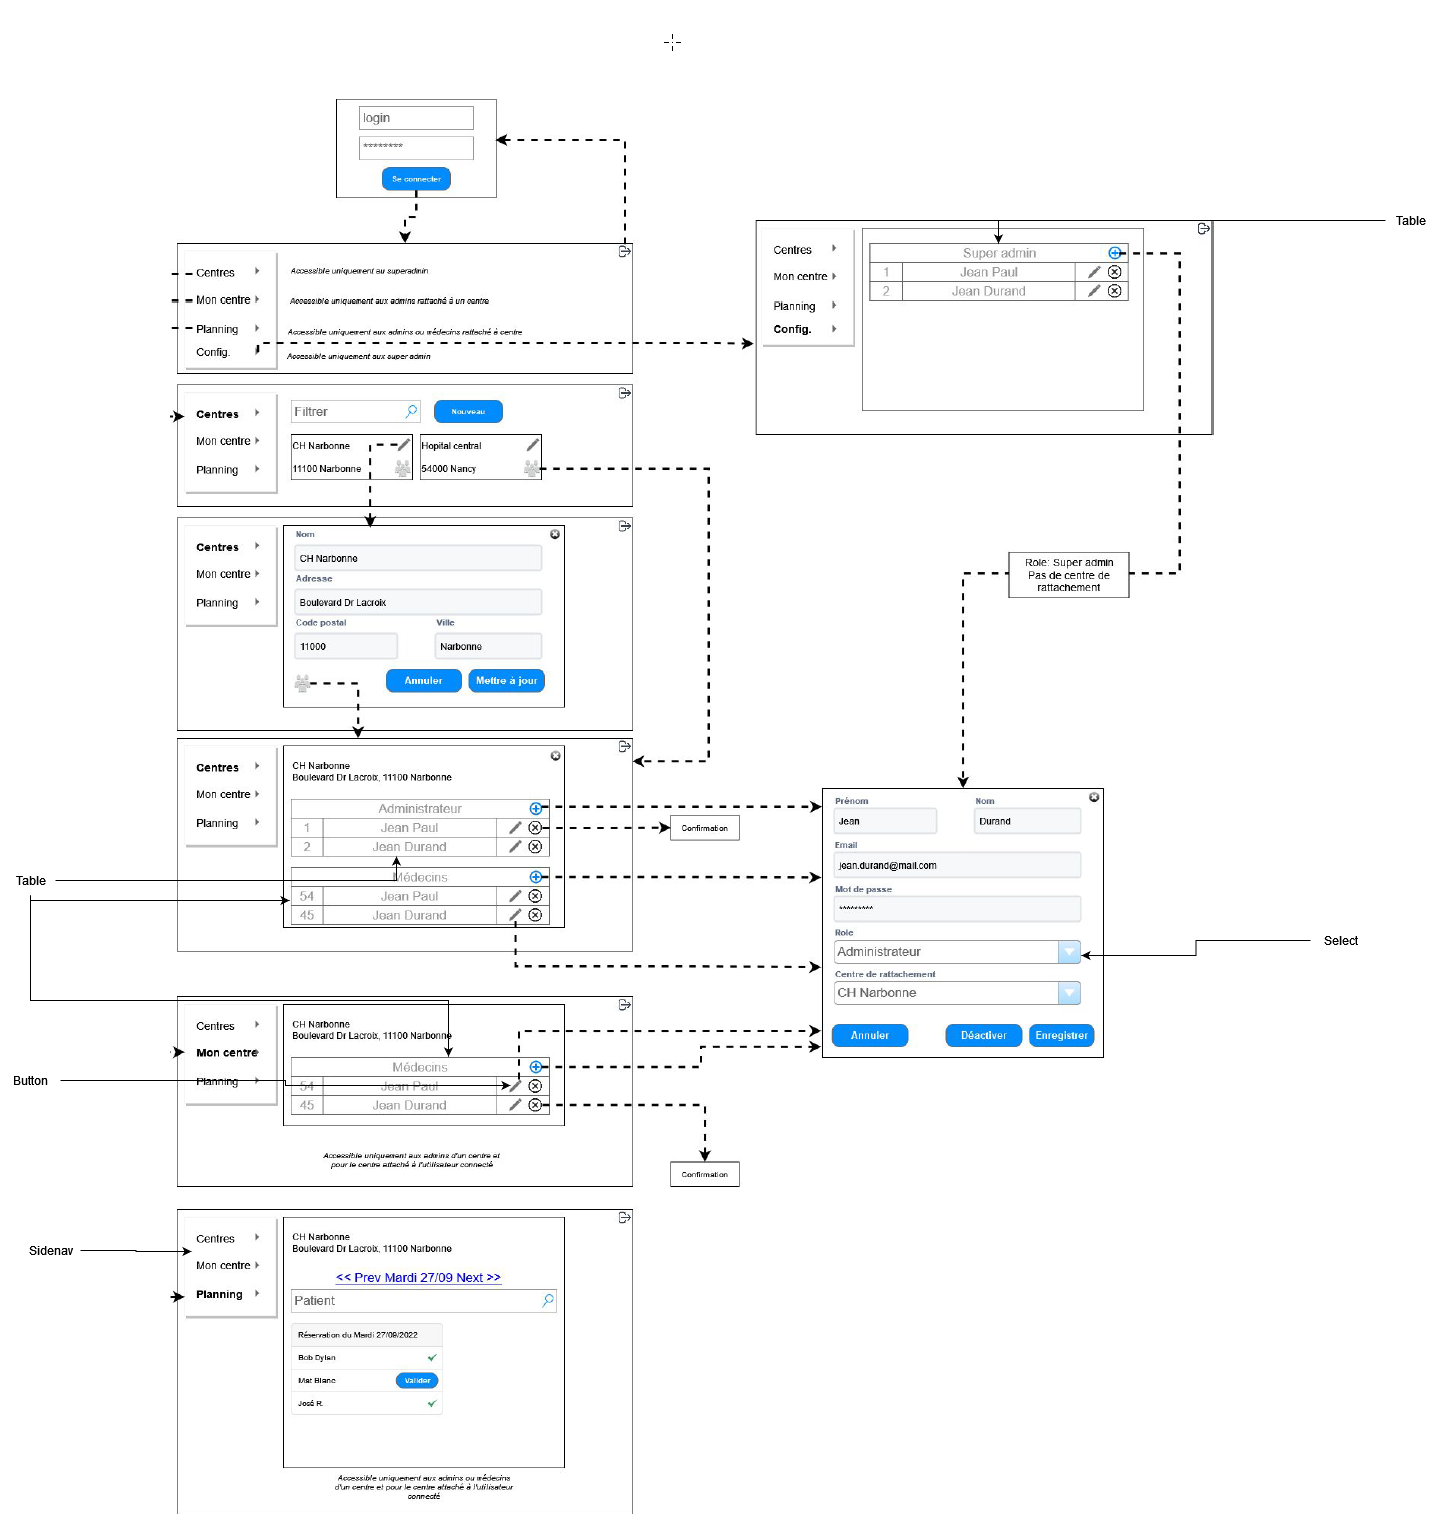 login
********
Se connecter
Centres
Accessible uniquement au superadmin
Mon centre
Accessible uniquement aux admins rattaché à un centre
Planning
Accessible uniquement aux admins ou médecins rattaché à centre
Config.
Accessible uniquement aux super admin
Table
Centres
Mon centre
Planning
Config.
Super admin
1 Jean Paul
2 Jean Durand
Centres
Mon centre
Planning
Filtrer
Nouveau
CH Narbonne
11100 Narbonne
Hopital central
54000 Nancy
Centres
Mon centre
Planning
Nom
CH Narbonne
Adresse
Boulevard Dr Lacroix
Code postal
Ville
11000
Narbonne
Annuler
Mettre à jour
Role: Super admin
Pas de centre de
rattachement
Centres
Mon centre
Planning
CH Narbonne
Boulevard Dr Lacroix, 11100 Narbonne
Administrateur
1 Jean Paul
2 Jean Durand
Médecins
54 Jean Paul
45 Jean Durand
Confirmation
Table
Prénom
Nom
Jean
Durand
Email
jean.durand@mail.com
Mot de passe
*********
Role
Administrateur
Centre de rattachement
CH Narbonne
Annuler
Déactiver
Enregistrer
Select
Centres
Mon centre
Planning
CH Narbonne
Boulevard Dr Lacroix, 11100 Narbonne
Médecins
54 Jean Paul
45 Jean Durand
Button
Accessible uniquement aux admins d'un centre et
pour le centre attaché à l'utilisateur connecté
Confirmation
Sidenav
Centres
Mon centre
Planning
CH Narbonne
Boulevard Dr Lacroix, 11100 Narbonne
<< Prev Mardi 27/09 Next >>
Patient
Réservation du Mardi 27/09/2022
Bob Dylan
Mat Blanc
Valider
José R.
Accessible uniquement aux admins ou médecins
d'un centre et pour le centre attaché à l'utilisateur
connecté